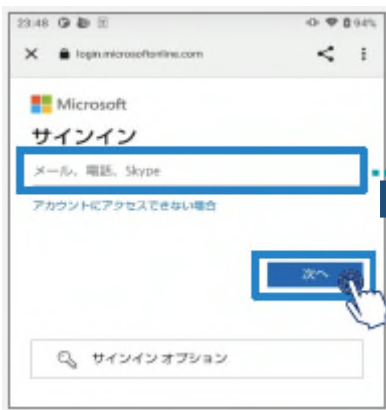 23:48 94%
login.microsoftonline.com
Microsoft
サインイン
メール、電話、Skype
アカウントにアクセスできない場合
次へ
サインイン オプション